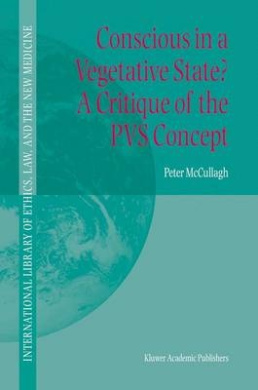 Conscious in a
Vegetative State?
A Critique of the
PVS Concept
Peter McCullagh
Kluwer Academic Publishers
INTERNATIONAL LIBRARY OF ETHICS, LAW, AND THE NEW MEDICINE